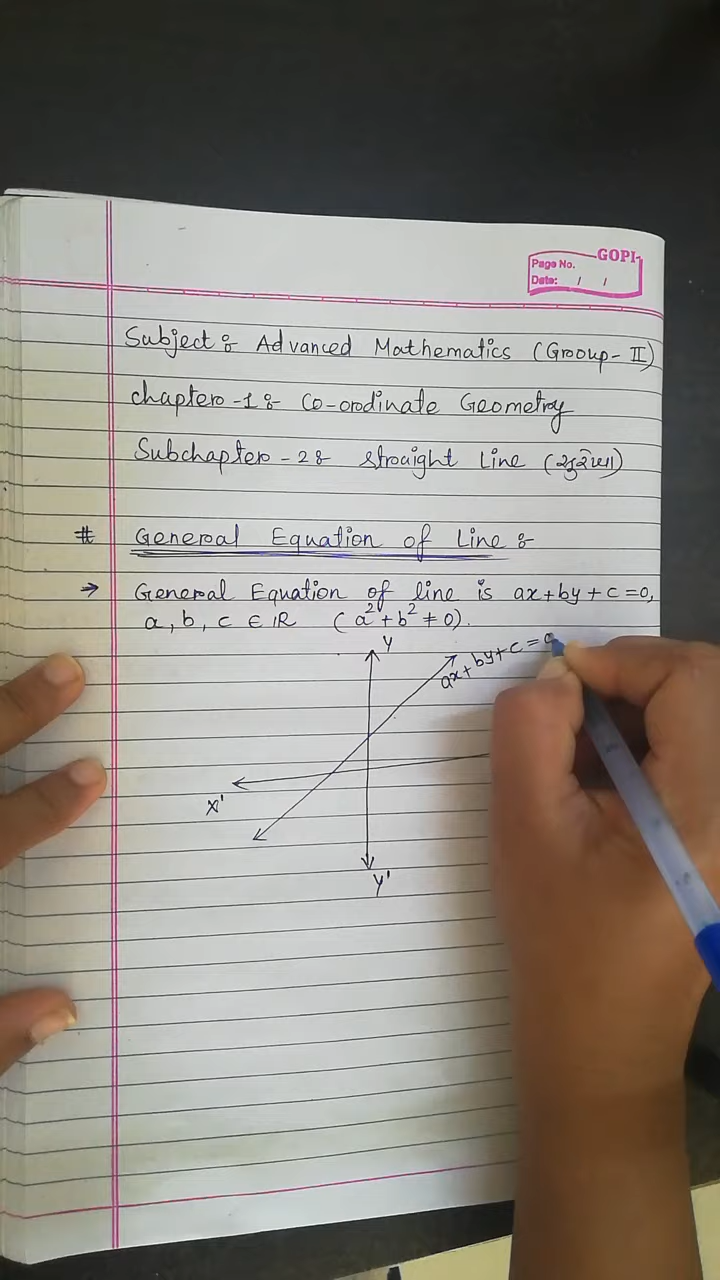 GOPI
Page No.
Date: / /
Subject : Advanced Mathematics (Group - II)
chapter - 1 : Co-ordinate Geometry
Subchapter - 2 : straight Line (સુરેખા)
# General Equation of Line :
→ General Equation of line is ax + by + c = 0,
a, b, c ∈ IR (a² + b² ≠ 0).
Y
ax + by + c = 0
X'
Y'